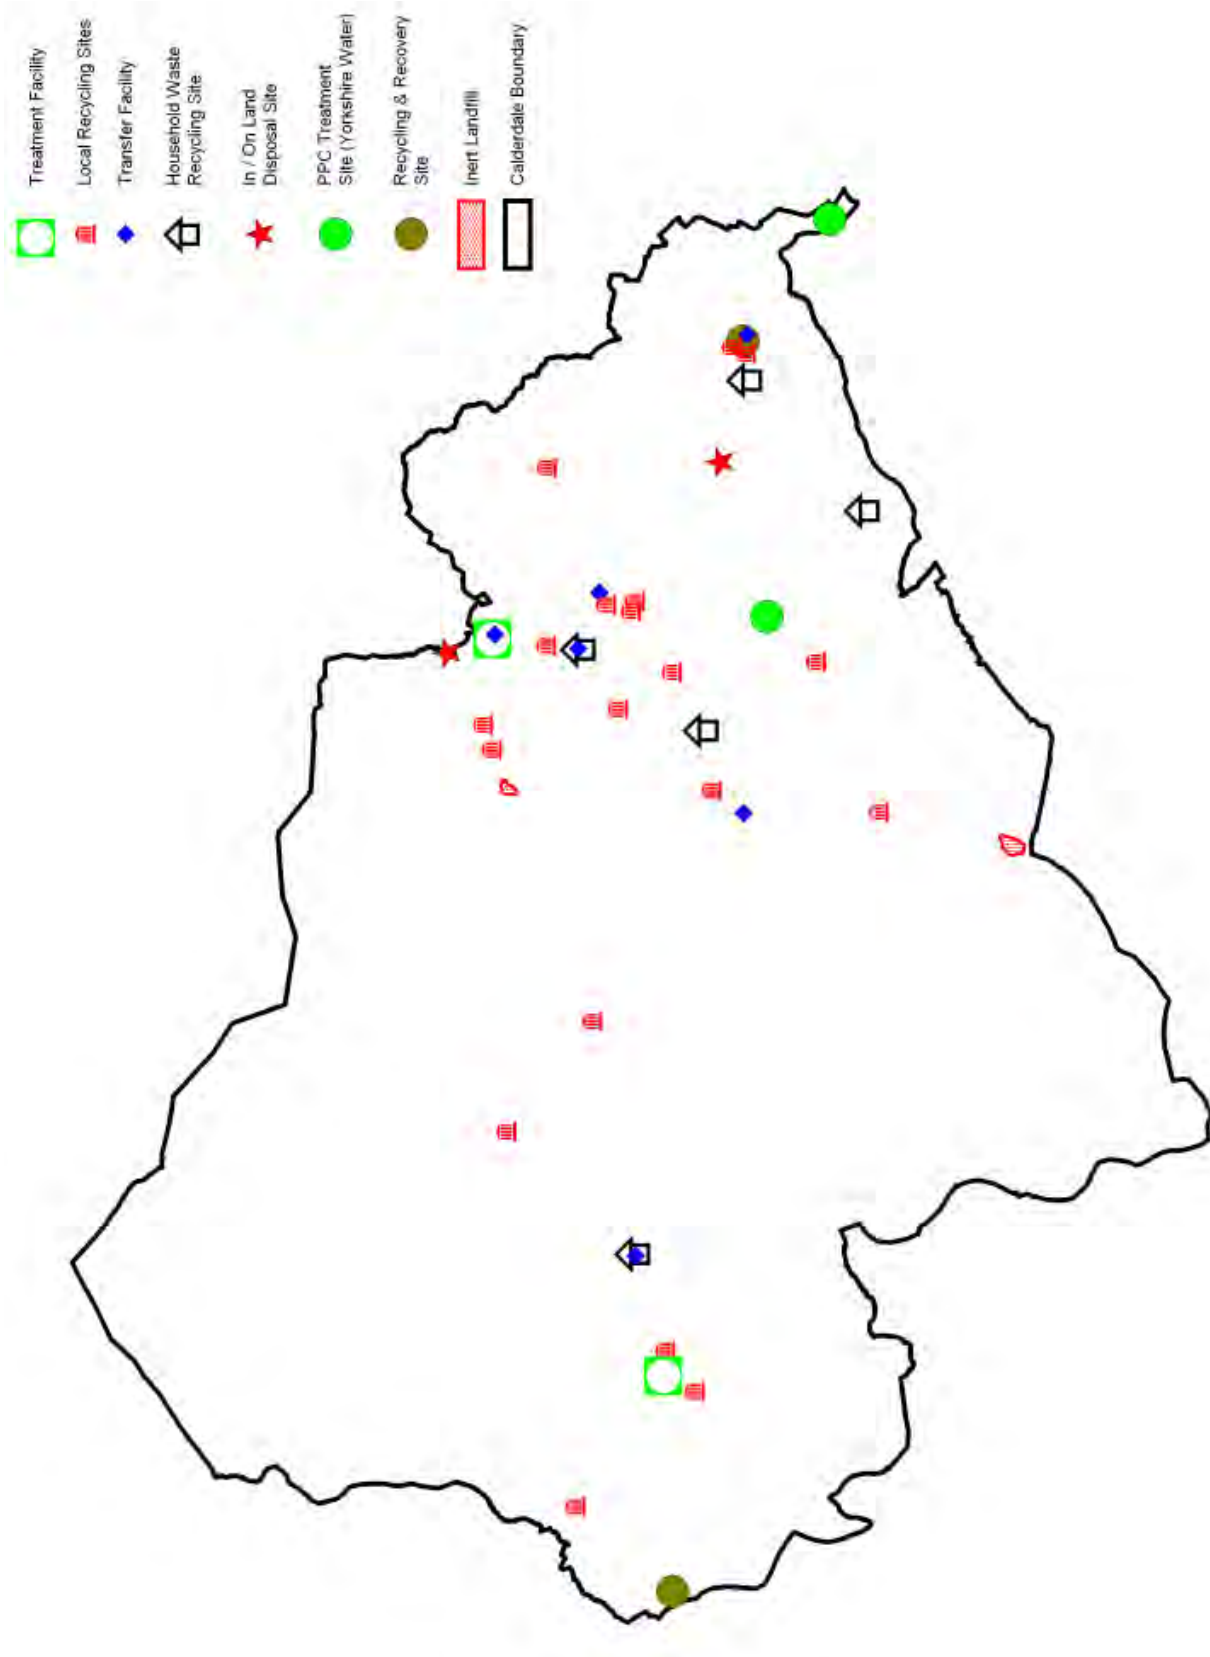 Treatment Facility
Local Recycling Sites
Transfer Facility
Household Waste
Recycling Site
In / On Land
Disposal Site
PPC Treatment
Site (Yorkshire Water)
Recycling & Recovery
Site
Inert Landfill
Calderdale Boundary